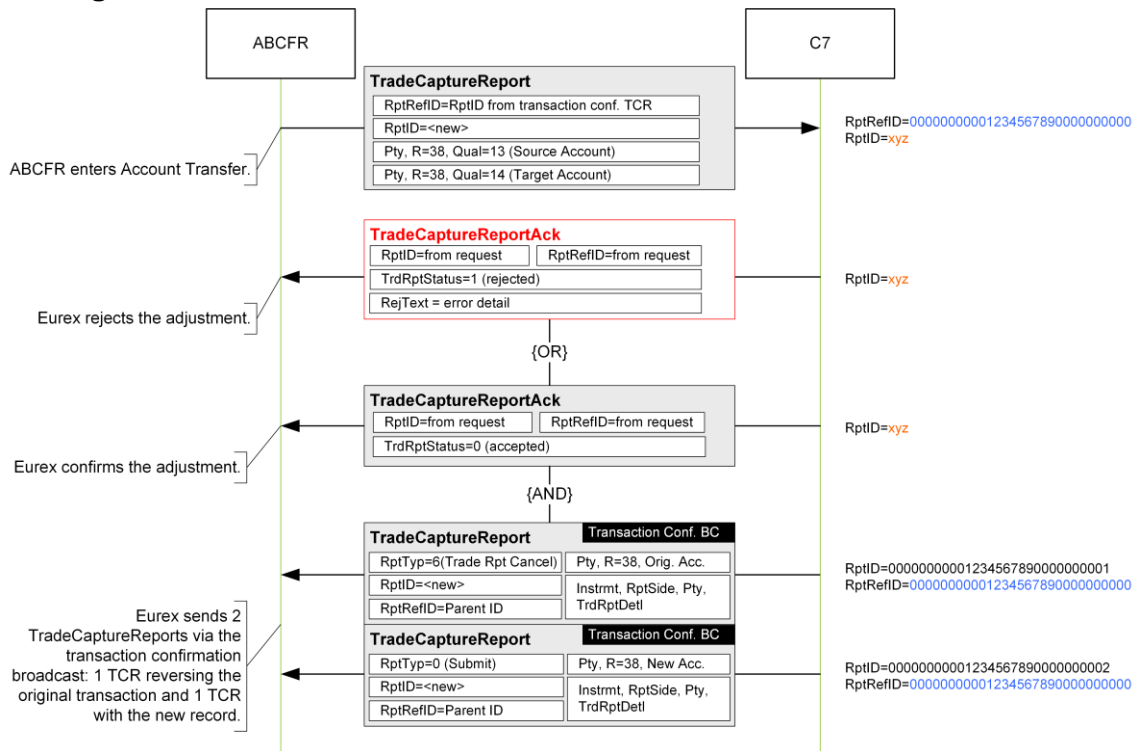 ABCFR
C7
TradeCaptureReport
RptRefID=RptID from transaction conf. TCR
RptID=<new>
Pty, R=38, Qual=13 (Source Account)
Pty, R=38, Qual=14 (Target Account)
RptRefID=0000000000123456789000000000
RptID=xyz
ABCFR enters Account Transfer.
TradeCaptureReportAck
RptID=from request
RptRefID=from request
TrdRptStatus=1 (rejected)
RejText = error detail
RptID=xyz
Eurex rejects the adjustment.
{OR}
TradeCaptureReportAck
RptID=from request
RptRefID=from request
TrdRptStatus=0 (accepted)
RptID=xyz
Eurex confirms the adjustment.
{AND}
Transaction Conf. BC
TradeCaptureReport
RptTyp=6(Trade Rpt Cancel)
Pty, R=38, Orig. Acc.
RptID=<new>
Instrmt, RptSide, Pty,
TrdRptDetl
RptRefID=Parent ID
RptID=0000000000123456789000000001
RptRefID=0000000000123456789000000000
Eurex sends 2
TradeCaptureReports via the
transaction confirmation
broadcast: 1 TCR reversing the
original transaction and 1 TCR
with the new record.
Transaction Conf. BC
TradeCaptureReport
RptTyp=0 (Submit)
Pty, R=38, New Acc.
RptID=<new>
Instrmt, RptSide, Pty,
TrdRptDetl
RptRefID=Parent ID
RptID=0000000000123456789000000002
RptRefID=0000000000123456789000000000